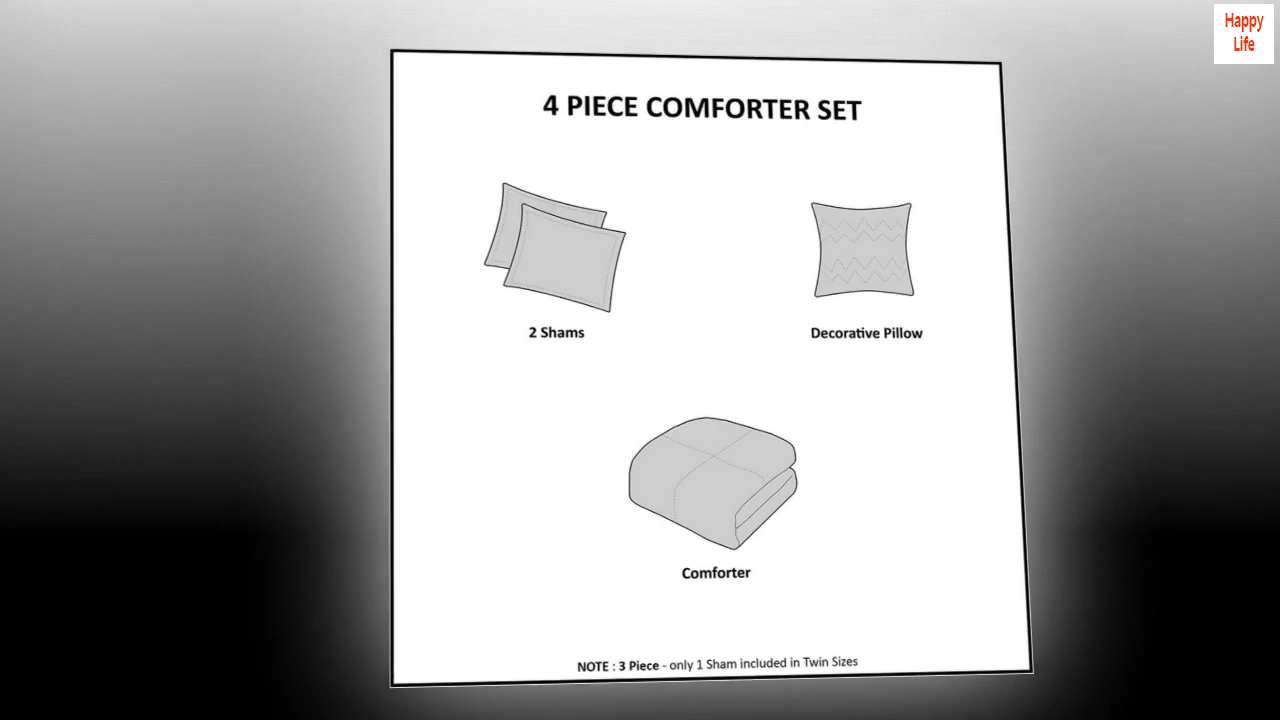 Happy
Life
4 PIECE COMFORTER SET
2 Shams
Decorative Pillow
Comforter
NOTE : 3 Piece - only 1 Sham included in Twin Sizes